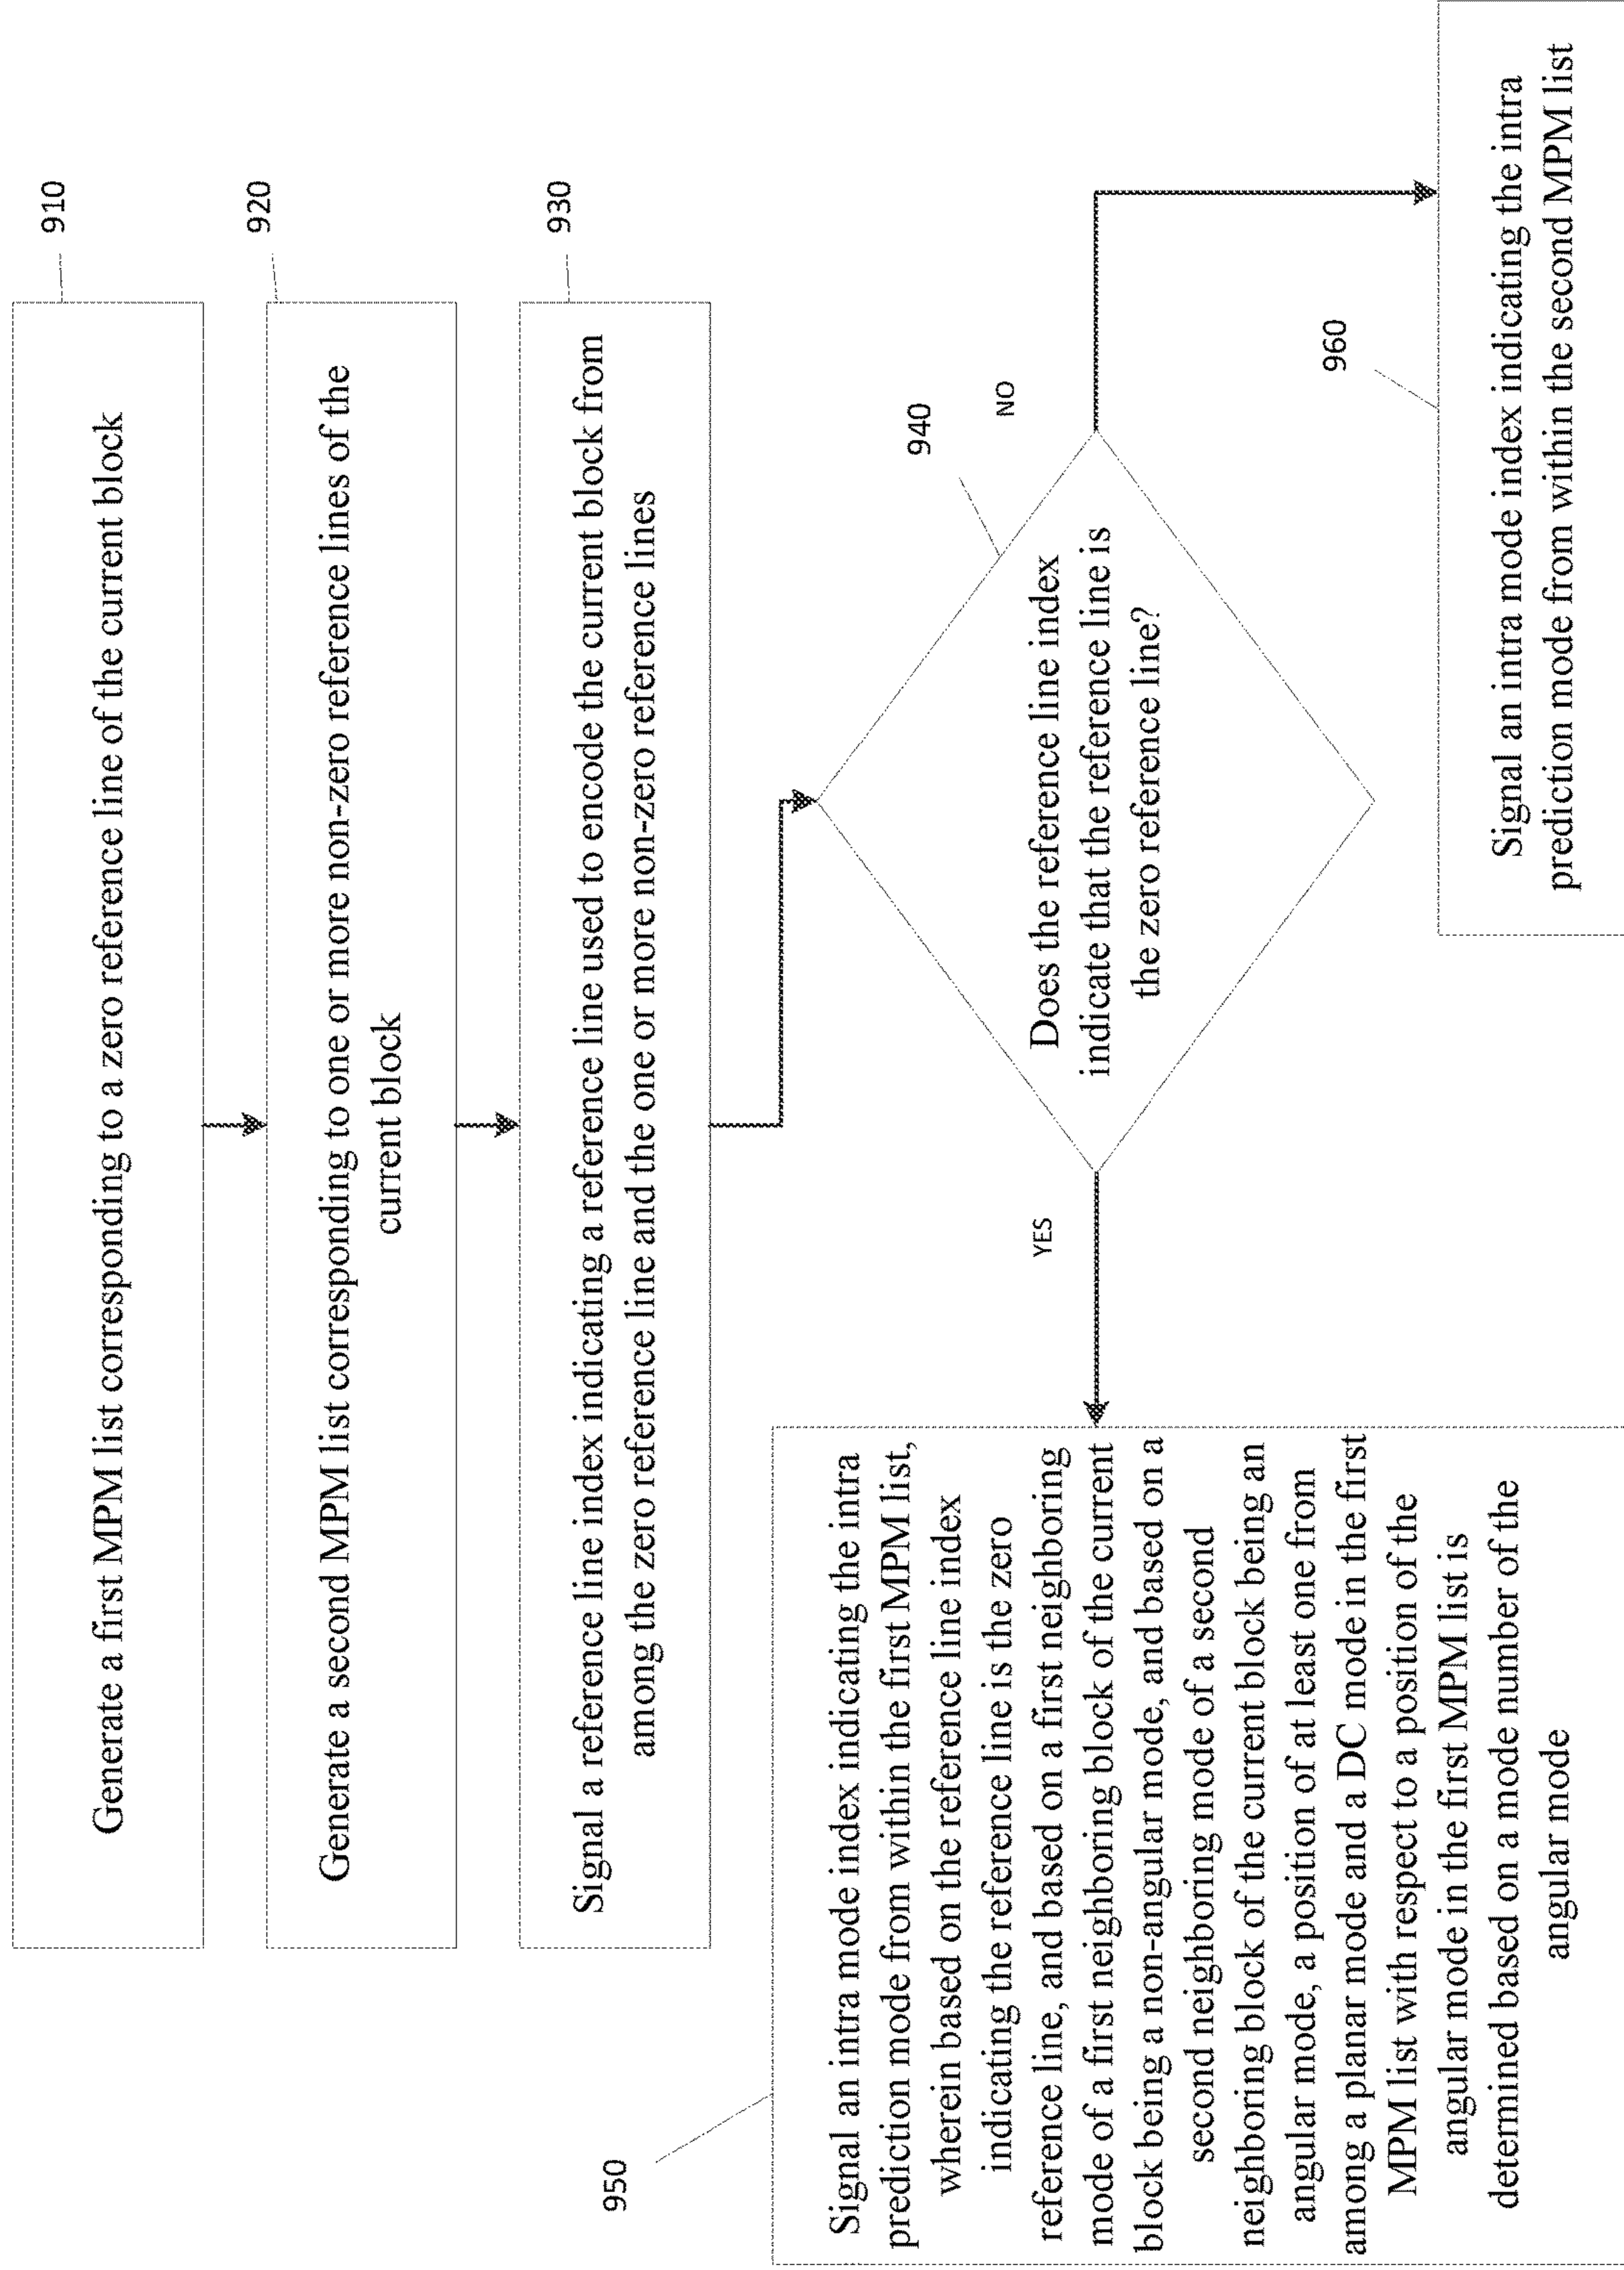 910
Generate a first MPM list corresponding to a zero reference line of the current block
920
Generate a second MPM list corresponding to one or more non-zero reference lines of the
current block
930
Signal a reference line index indicating a reference line used to encode the current block from
among the zero reference line and the one or more non-zero reference lines
940
Does the reference line index
indicate that the reference line is
the zero reference line?
YES
NO
950
Signal an intra mode index indicating the intra
prediction mode from within the first MPM list,
wherein based on the reference line index
indicating the reference line is the zero
reference line, and based on a first neighboring
mode of a first neighboring block of the current
block being a non-angular mode, and based on a
second neighboring mode of a second
neighboring block of the current block being an
angular mode, a position of at least one from
among a planar mode and a DC mode in the first
MPM list with respect to a position of the
angular mode in the first MPM list is
determined based on a mode number of the
angular mode
960
Signal an intra mode index indicating the intra
prediction mode from within the second MPM list